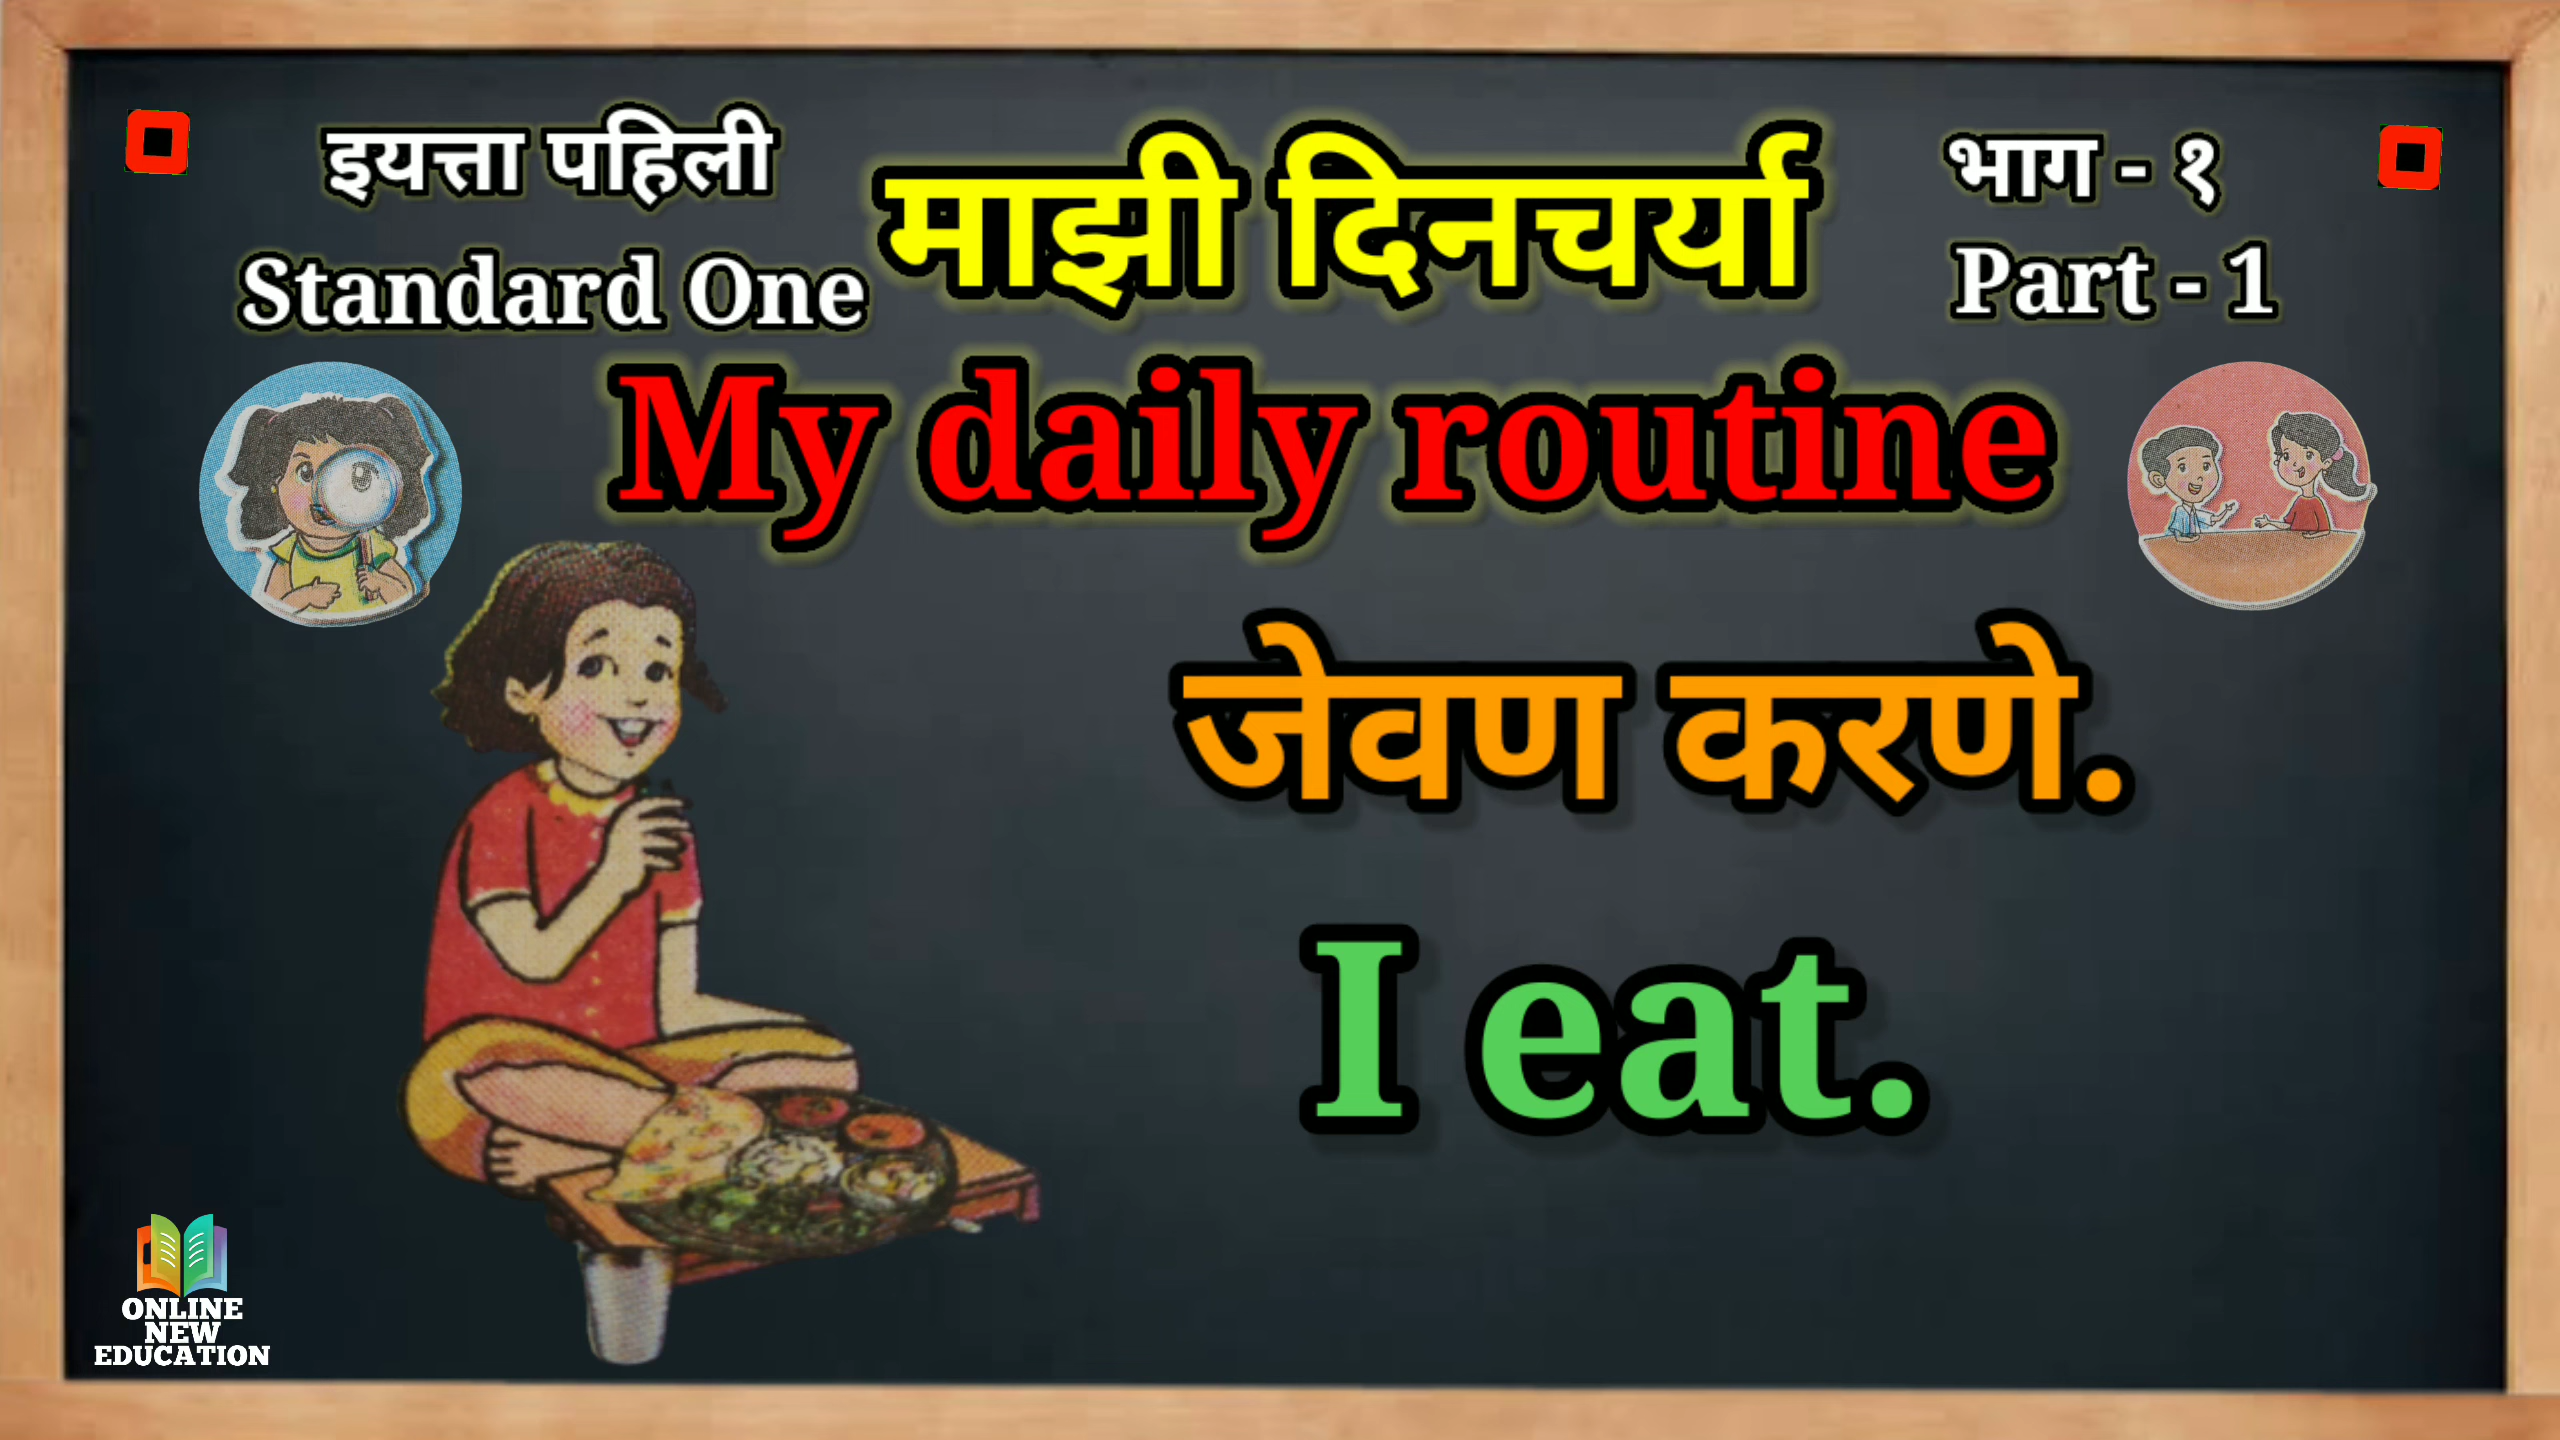 इयत्ता पहिली
Standard One
माझी दिनचर्या
भाग - १
Part - 1
My daily routine
जेवण करणे.
I eat.
ONLINE
NEW
EDUCATION